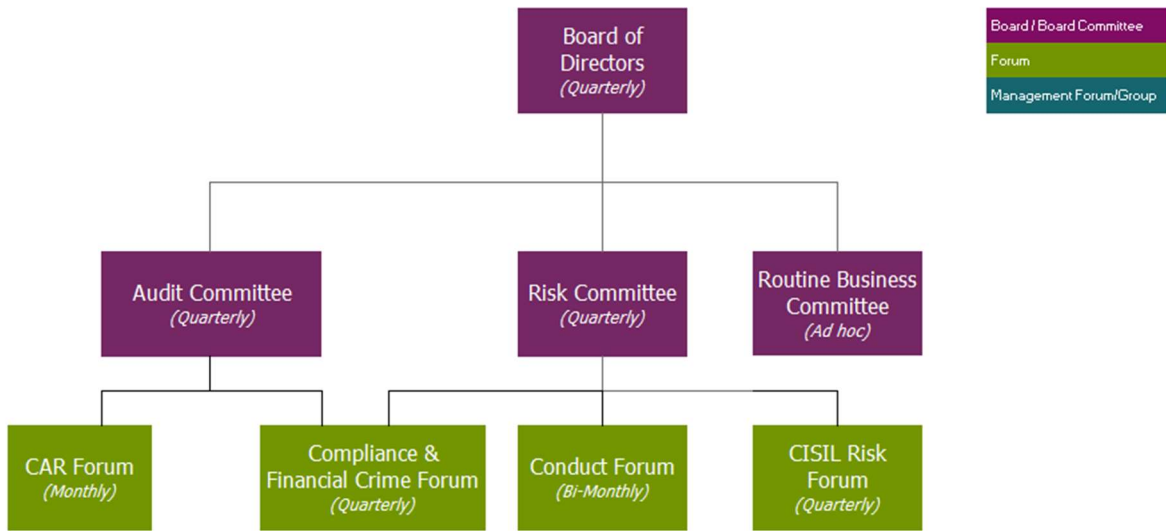 Board of
Directors
(Quarterly)
Board / Board Committee
Forum
Management Forum/Group
Audit Committee
(Quarterly)
Risk Committee
(Quarterly)
Routine Business
Committee
(Ad hoc)
CAR Forum
(Monthly)
Compliance &
Financial Crime Forum
(Quarterly)
Conduct Forum
(Bi-Monthly)
CISIL Risk
Forum
(Quarterly)